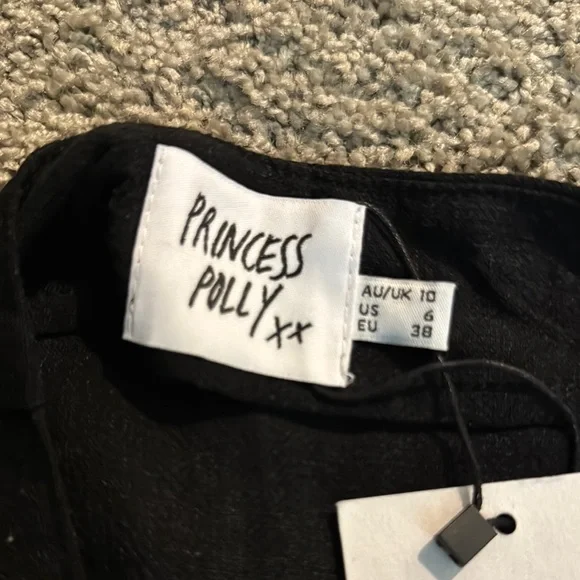 PRINCESS
POLLY xx
AU/UK 10
US 6
EU 38